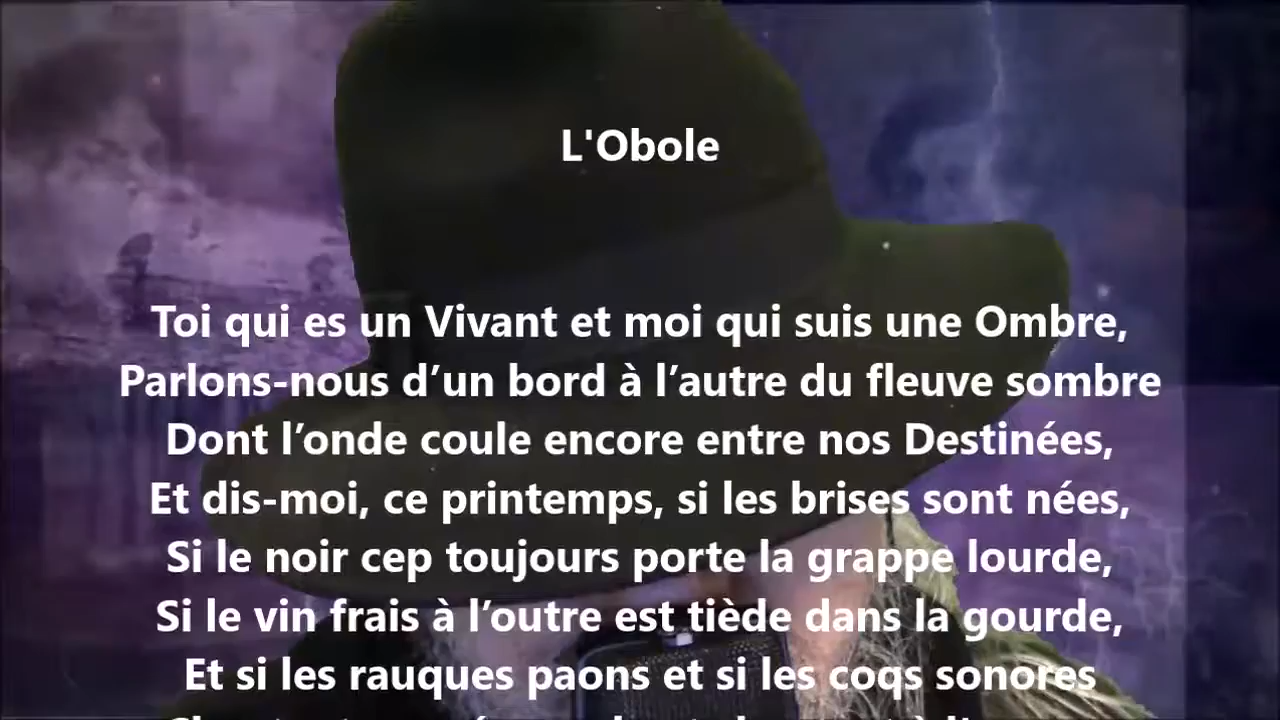 L'Obole
Toi qui es un Vivant et moi qui suis une Ombre,
Parlons-nous d’un bord à l’autre du fleuve sombre
Dont l’onde coule encore entre nos Destinées,
Et dis-moi, ce printemps, si les brises sont nées,
Si le noir cep toujours porte la grappe lourde,
Si le vin frais à l’outre est tiède dans la gourde,
Et si les rauques paons et si les coqs sonores